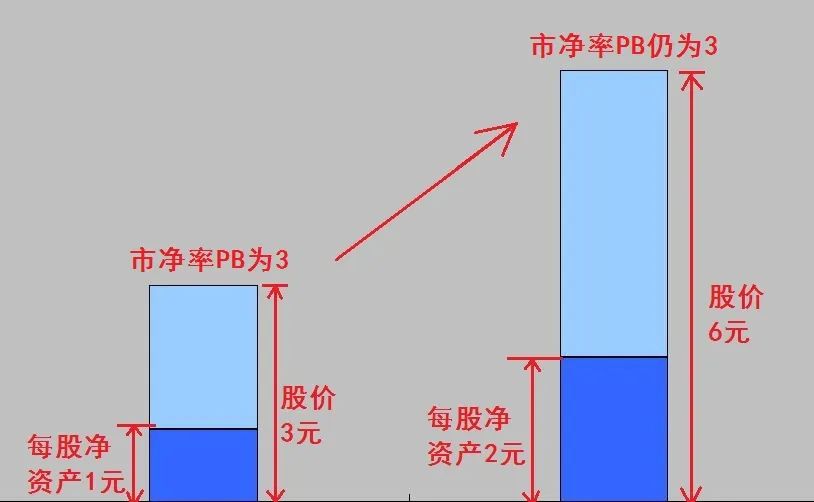 市净率PB仍为3
市净率PB为3
股价
3元
每股净
资产1元
股价
6元
每股净
资产2元